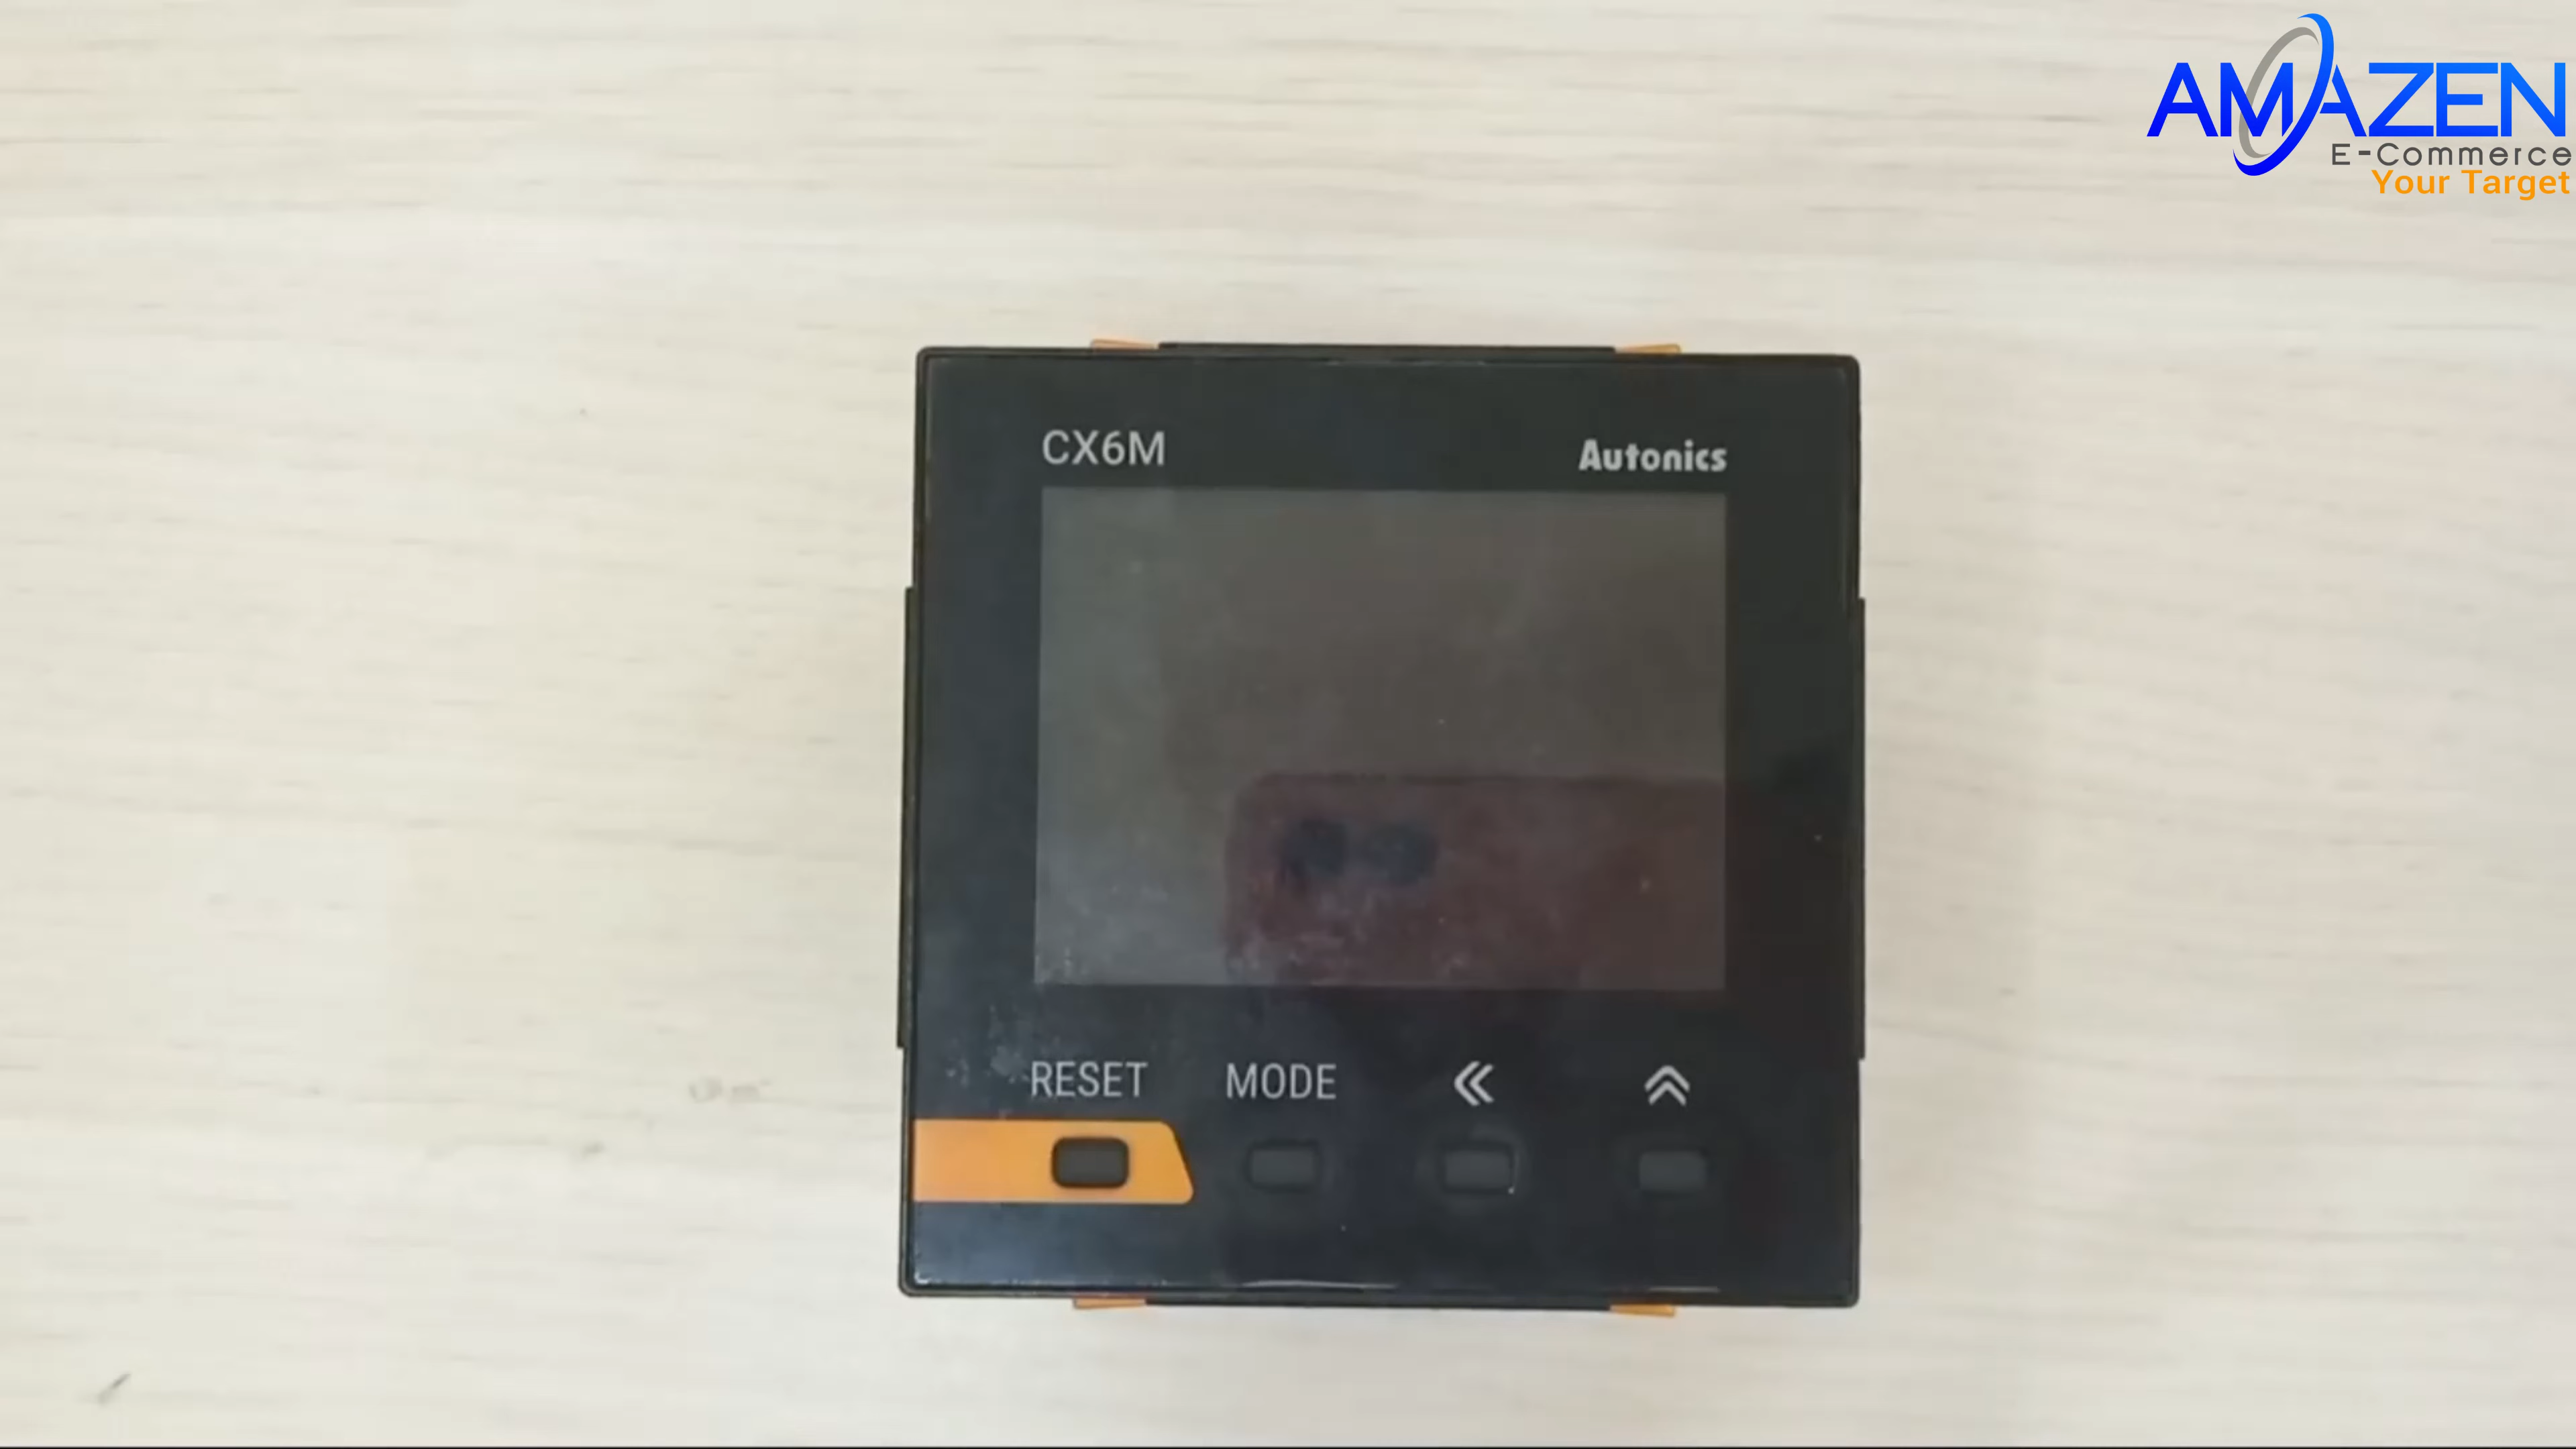 AMAZEN
E-Commerce
Your Target
CX6M
Autonics
RESET
MODE